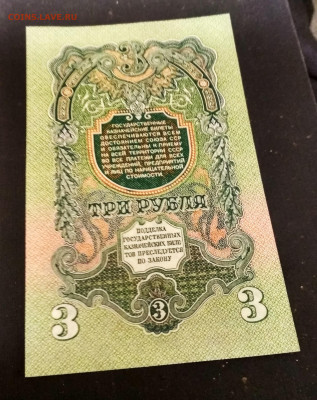 3
ГОСУДАРСТВЕННЫЕ
КАЗНАЧЕЙСКИЕ БИЛЕТЫ
ОБЕСПЕЧИВАЮТСЯ ВСЕМ
ДОСТОЯНИЕМ СОЮЗА ССР
И ОБЯЗАТЕЛЬНЫ К ПРИЕМУ
НА ВСЕЙ ТЕРРИТОРИИ СССР
ВО ВСЕ ПЛАТЕЖИ ДЛЯ ВСЕХ
УЧРЕЖДЕНИЙ, ПРЕДПРИЯТИЙ
И ЛИЦ ПО НАРИЦАТЕЛЬНОЙ
СТОИМОСТИ.
ТРИ РУБЛЯ
ПОДДЕЛКА
ГОСУДАРСТВЕННЫХ
КАЗНАЧЕЙСКИХ БИЛЕ
ТОВ ПРЕСЛЕДУЕТСЯ
ПО ЗАКОНУ
3 3 3